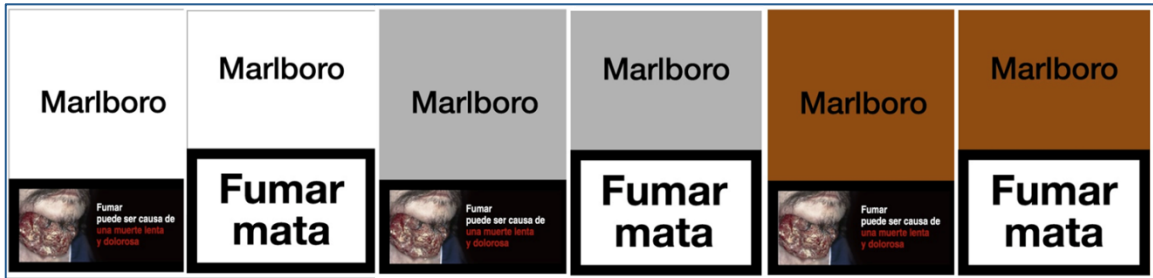 Marlboro
Fumar
puede ser causa de
una muerte lenta
y dolorosa
Marlboro
Fumar
mata
Marlboro
Fumar
puede ser causa de
una muerte lenta
y dolorosa
Marlboro
Fumar
mata
Marlboro
Fumar
puede ser causa de
una muerte lenta
y dolorosa
Marlboro
Fumar
mata